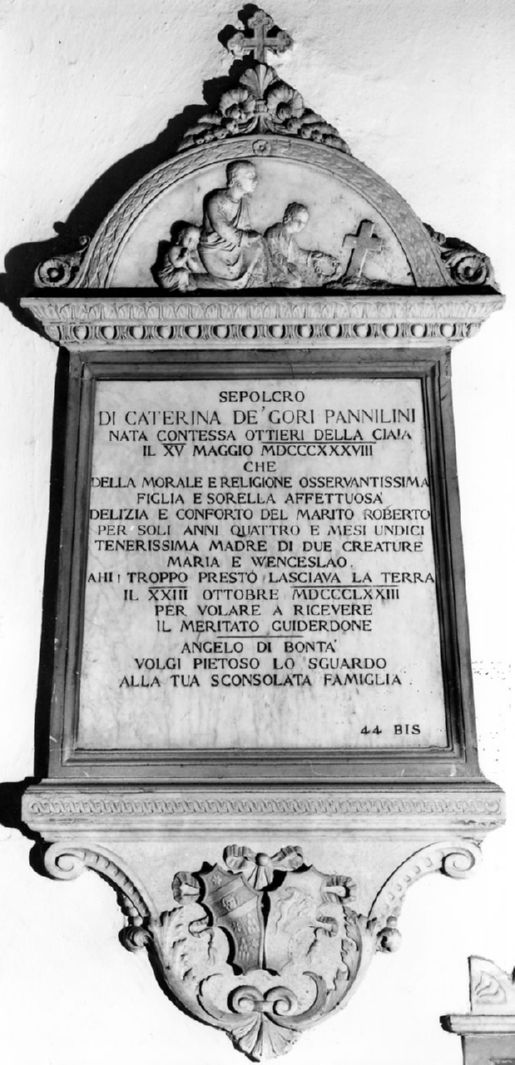 SEPOLCRO
DI CATERINA DE' GORI PANNILINI
NATA CONTESSA OTTIERI DELLA CIAIA
IL XV MAGGIO MDCCCXXXVIII
CHE
DELLA MORALE E RELIGIONE OSSERVANTISSIMA
FIGLIA E SORELLA AFFETTUOSA
DELIZIA E CONFORTO DEL MARITO ROBERTO
PER SOLI ANNI QUATTRO E MESI UNDICI
TENERISSIMA MADRE DI DUE CREATURE
MARIA E WENCESLAO.
AHI! TROPPO PRESTO LASCIAVA LA TERRA
IL XXIII OTTOBRE MDCCCLXXIII
PER VOLARE A RICEVERE
IL MERITATO GUIDERDONE
ANGELO DI BONTA'
VOLGI PIETOSO LO SGUARDO
ALLA TUA SCONSOLATA FAMIGLIA.
44 BIS